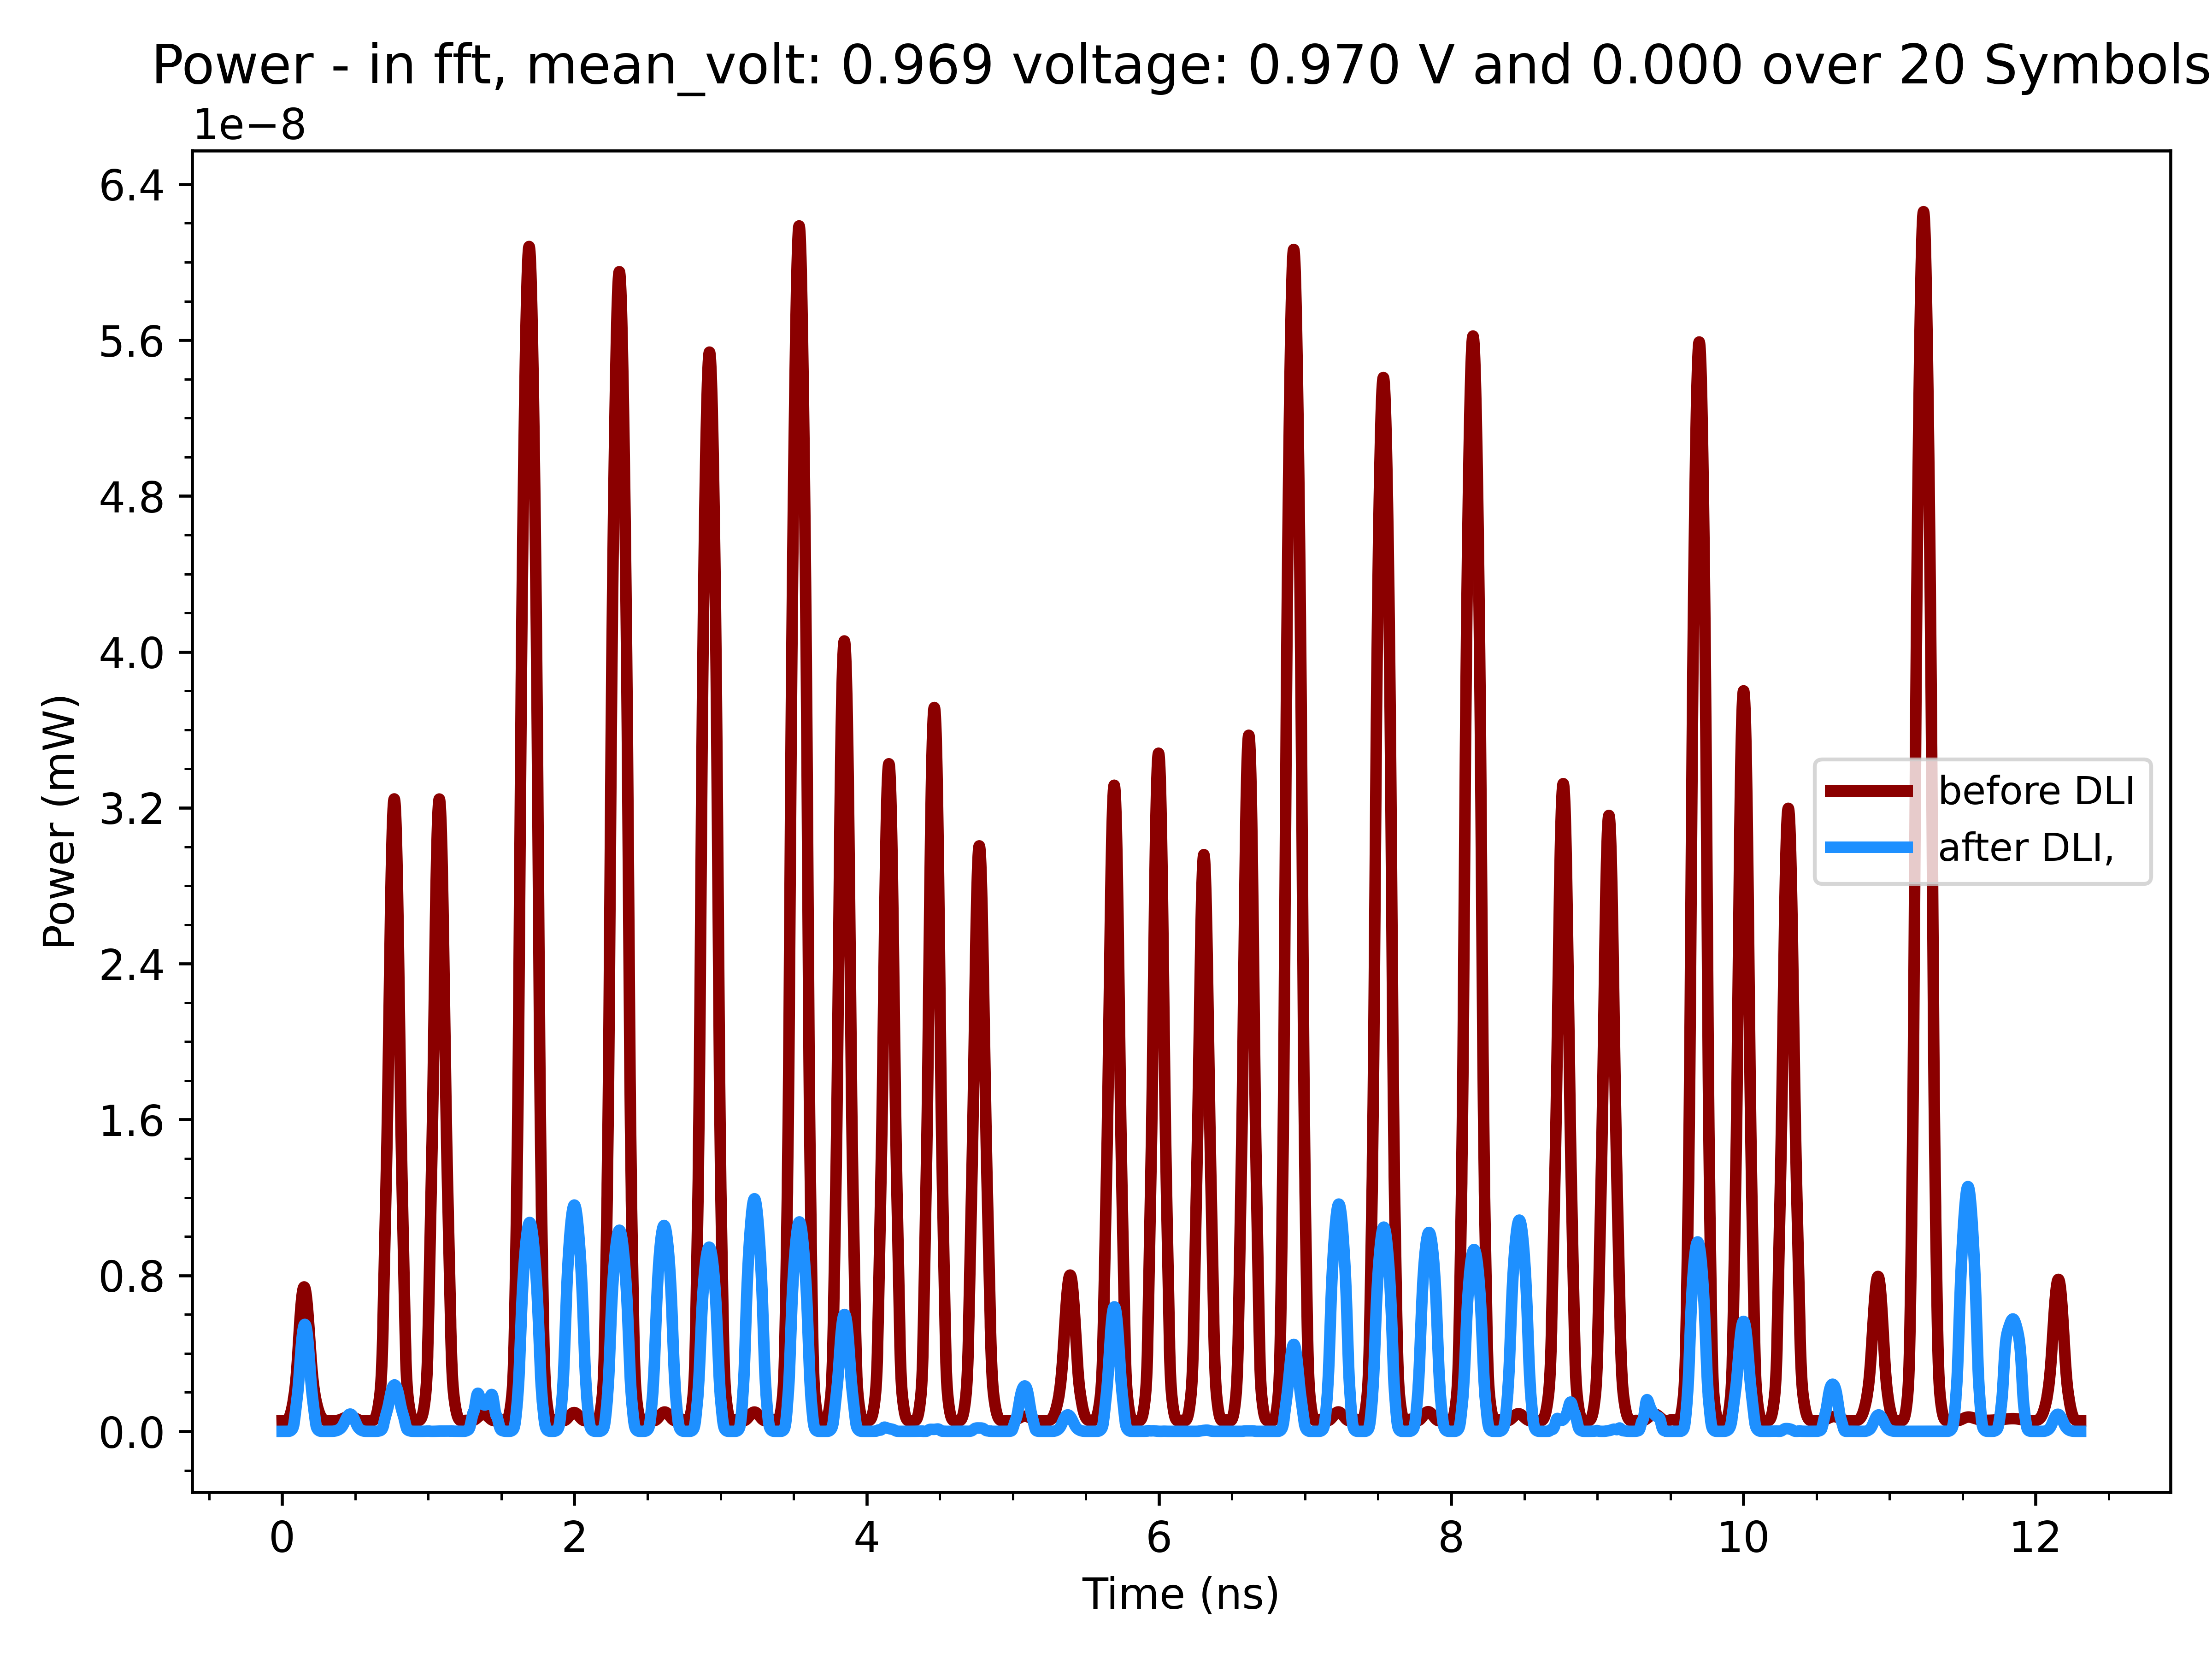 Power - in fft, mean_volt: 0.969 voltage: 0.970 V and 0.000 over 20 Symbols
1e−8
6.4
5.6
4.8
4.0
3.2
2.4
1.6
0.8
0.0
Power (mW)
before DLI
after DLI,
0 2 4 6 8 10 12
Time (ns)